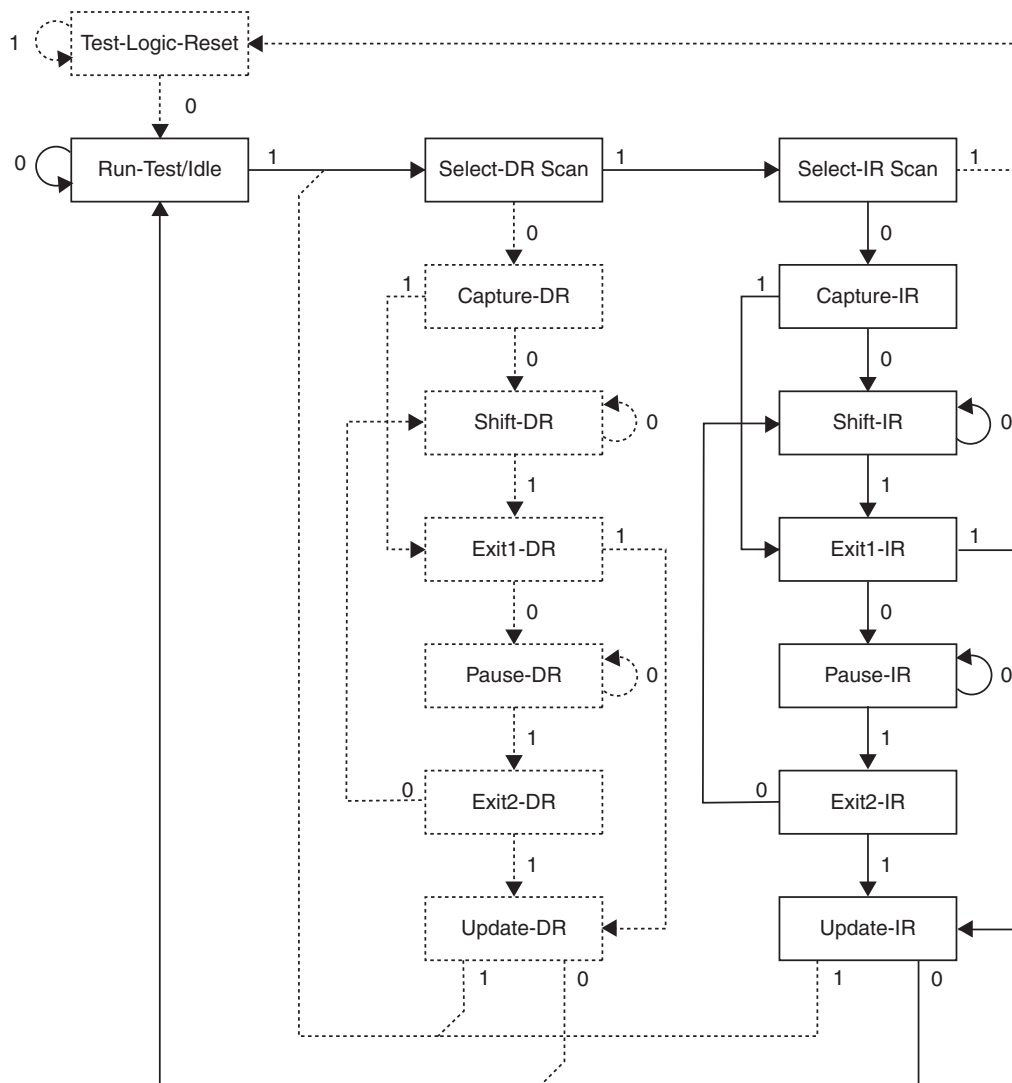 1 Test-Logic-Reset
0
0 Run-Test/Idle 1 Select-DR Scan 1 Select-IR Scan 1
0 0
1 Capture-DR 1 Capture-IR
0 0
Shift-DR 0 Shift-IR 0
1 1
Exit1-DR 1 Exit1-IR 1
0 0
Pause-DR 0 Pause-IR 0
1 1
0 Exit2-DR 0 Exit2-IR
1 1
Update-DR Update-IR
1 0 1 0